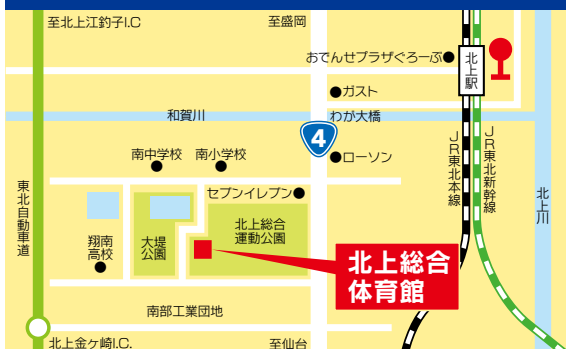 至北上江釣子I.C
至盛岡
おでんせプラザぐろーぶ
北上駅
ガスト
和賀川
わが大橋
4
ローソン
南中学校
南小学校
JR東北本線
JR東北新幹線
東北自動車道
セブンイレブン
北上川
北上総合
運動公園
大堤
公園
翔南
高校
北上総合
体育館
南部工業団地
北上金ヶ崎I.C.
至仙台